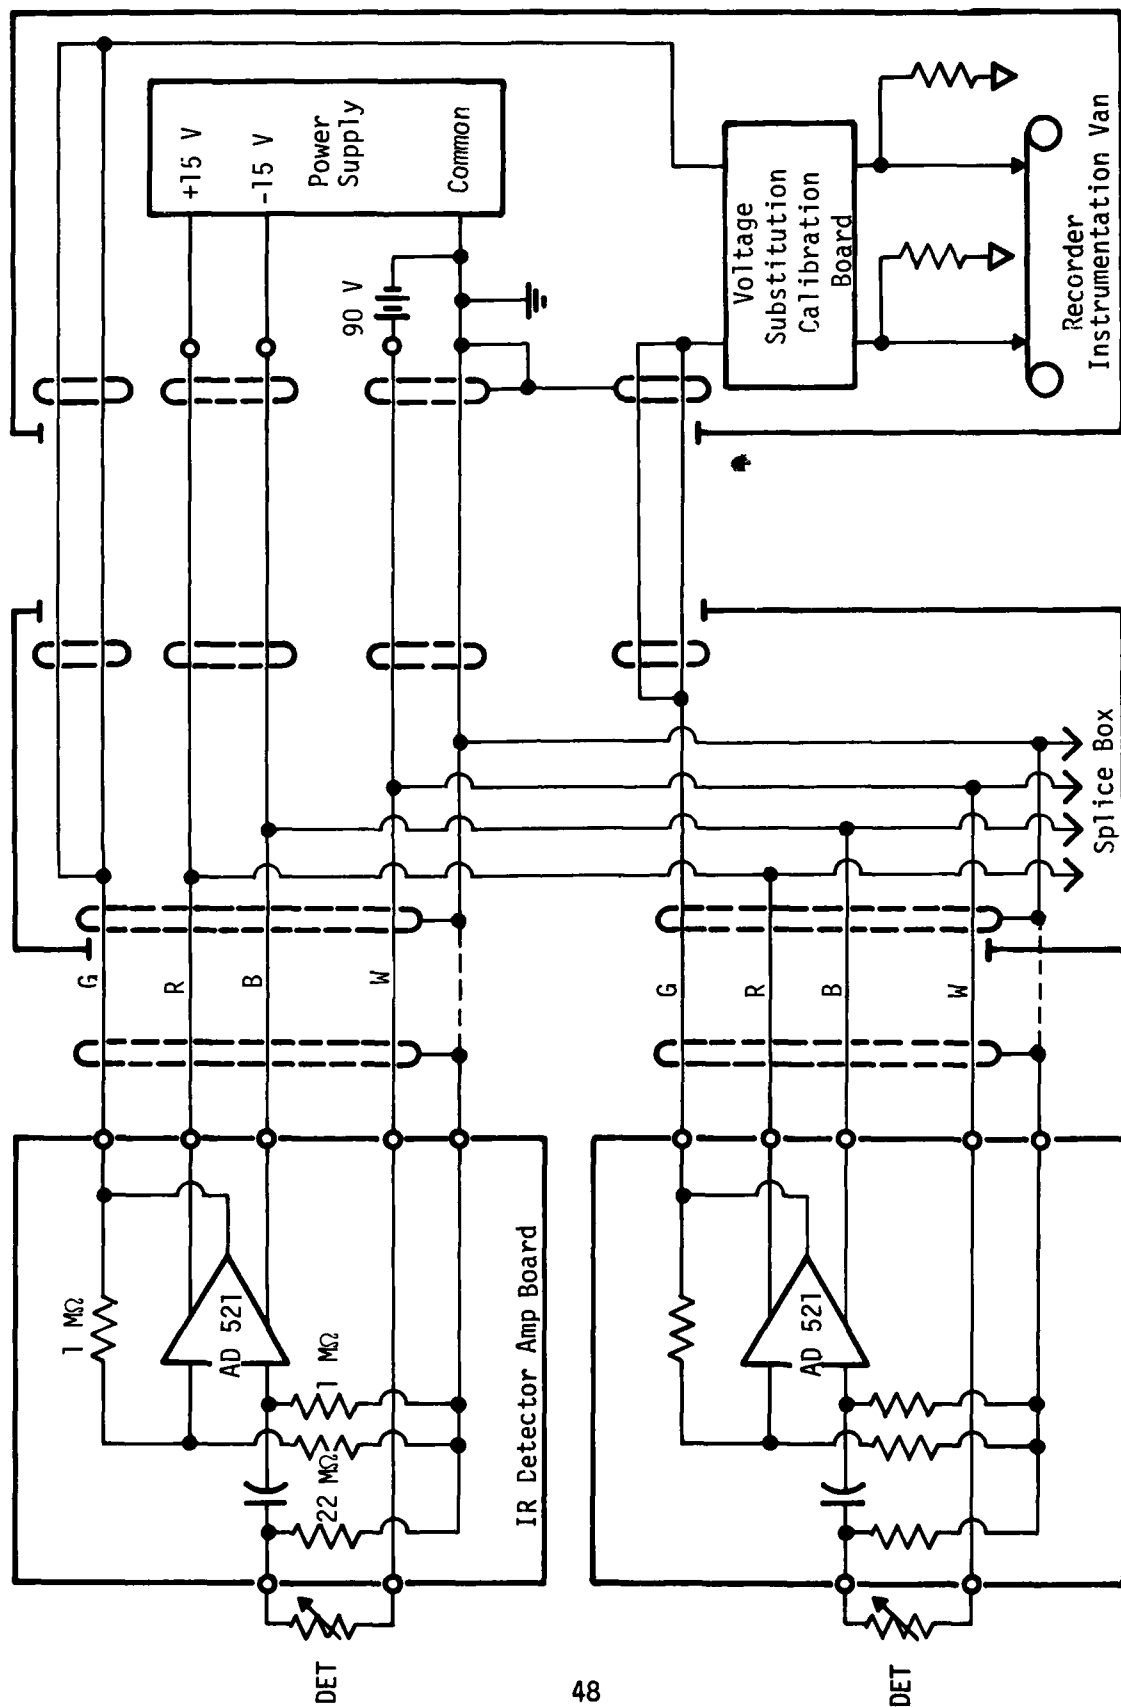 DET
1 MΩ
AD 521
1 MΩ
22 MΩ
IR Detector Amp Board
G
R
B
W
+15 V
-15 V
Power
Supply
Common
90 V
Voltage
Substitution
Calibration
Board
Recorder
Instrumentation Van
DET
AD 521
G
R
B
W
Splice Box
48